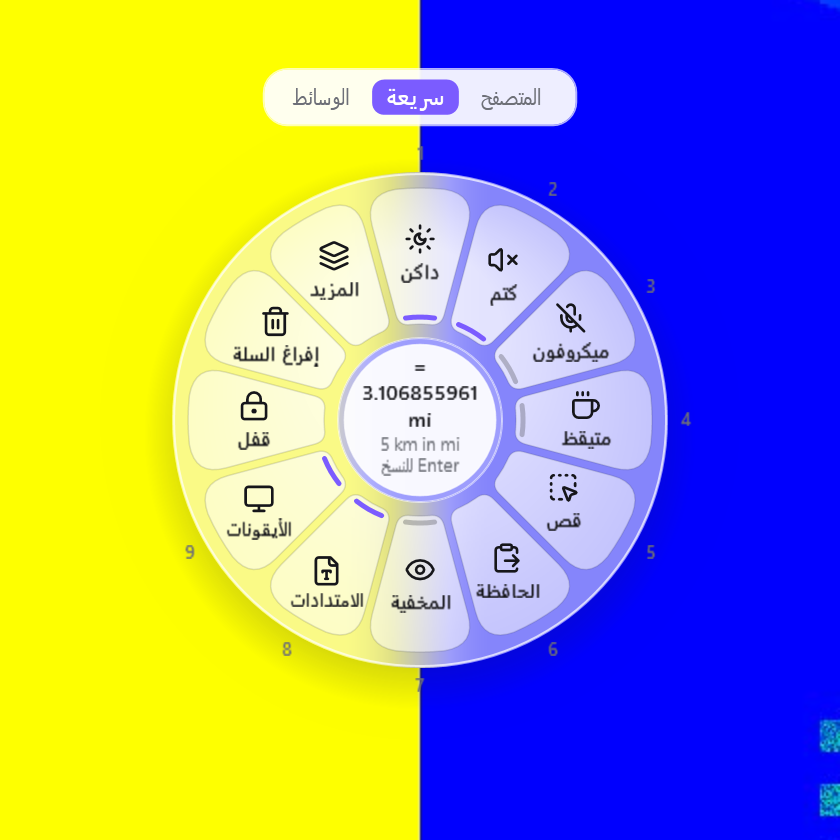 المتصفح سريعة الوسائط
1
داكن
2
كتم
3
ميكروفون
4
متيقظ
5
قص
6
الحافظة
7
المخفية
8
الامتدادات
9
الأيقونات
قفل
إفراغ السلة
المزيد
=
3.106855961
mi
5 km in mi
Enter للنسخ